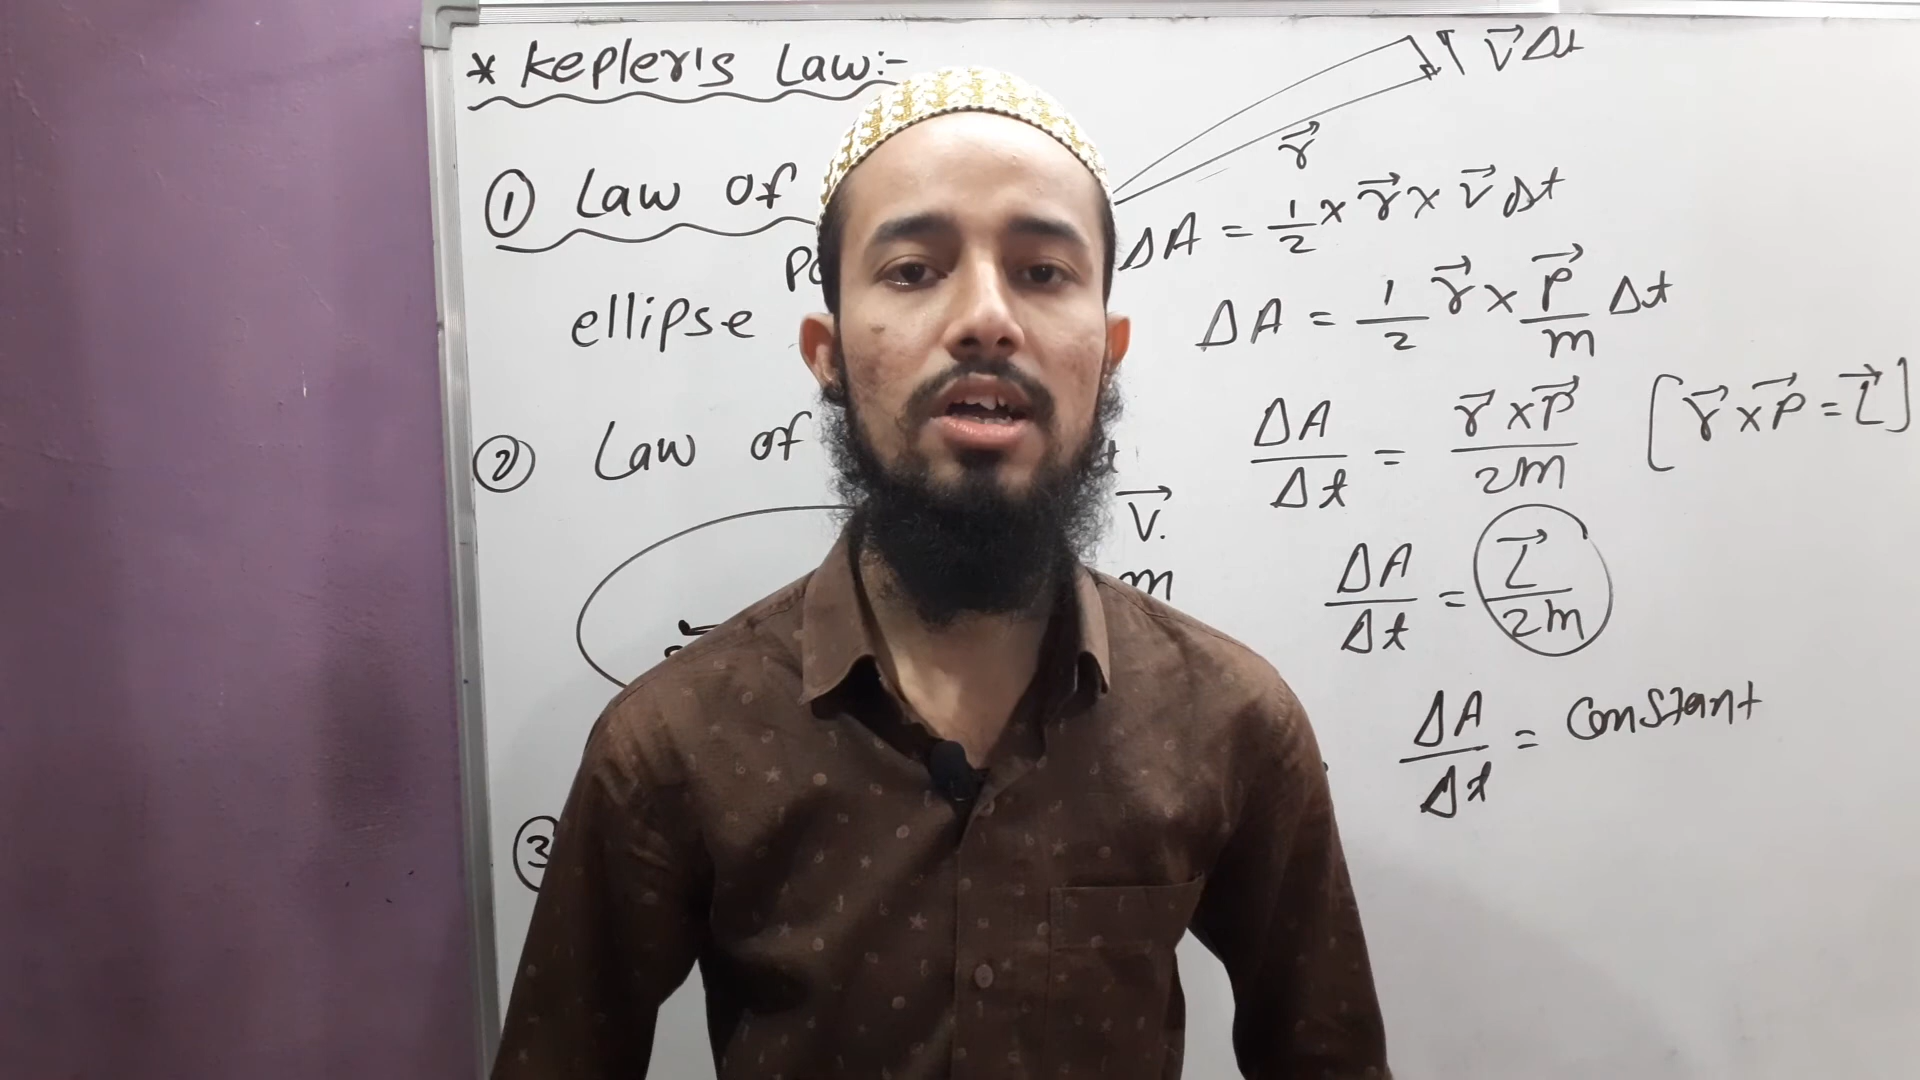 * Kepler's Law:-
① Law of
ellipse
② Law of
③
V⃗Δt
r⃗
ΔA = 1/2 × r⃗ × V⃗ Δt
ΔA = 1/2 r⃗ × P⃗/m Δt
ΔA/Δt = r⃗ × P⃗/2m [r⃗ × P⃗ = L⃗]
V⃗.
m
ΔA/Δt = L⃗/2m
ΔA/Δt = constant